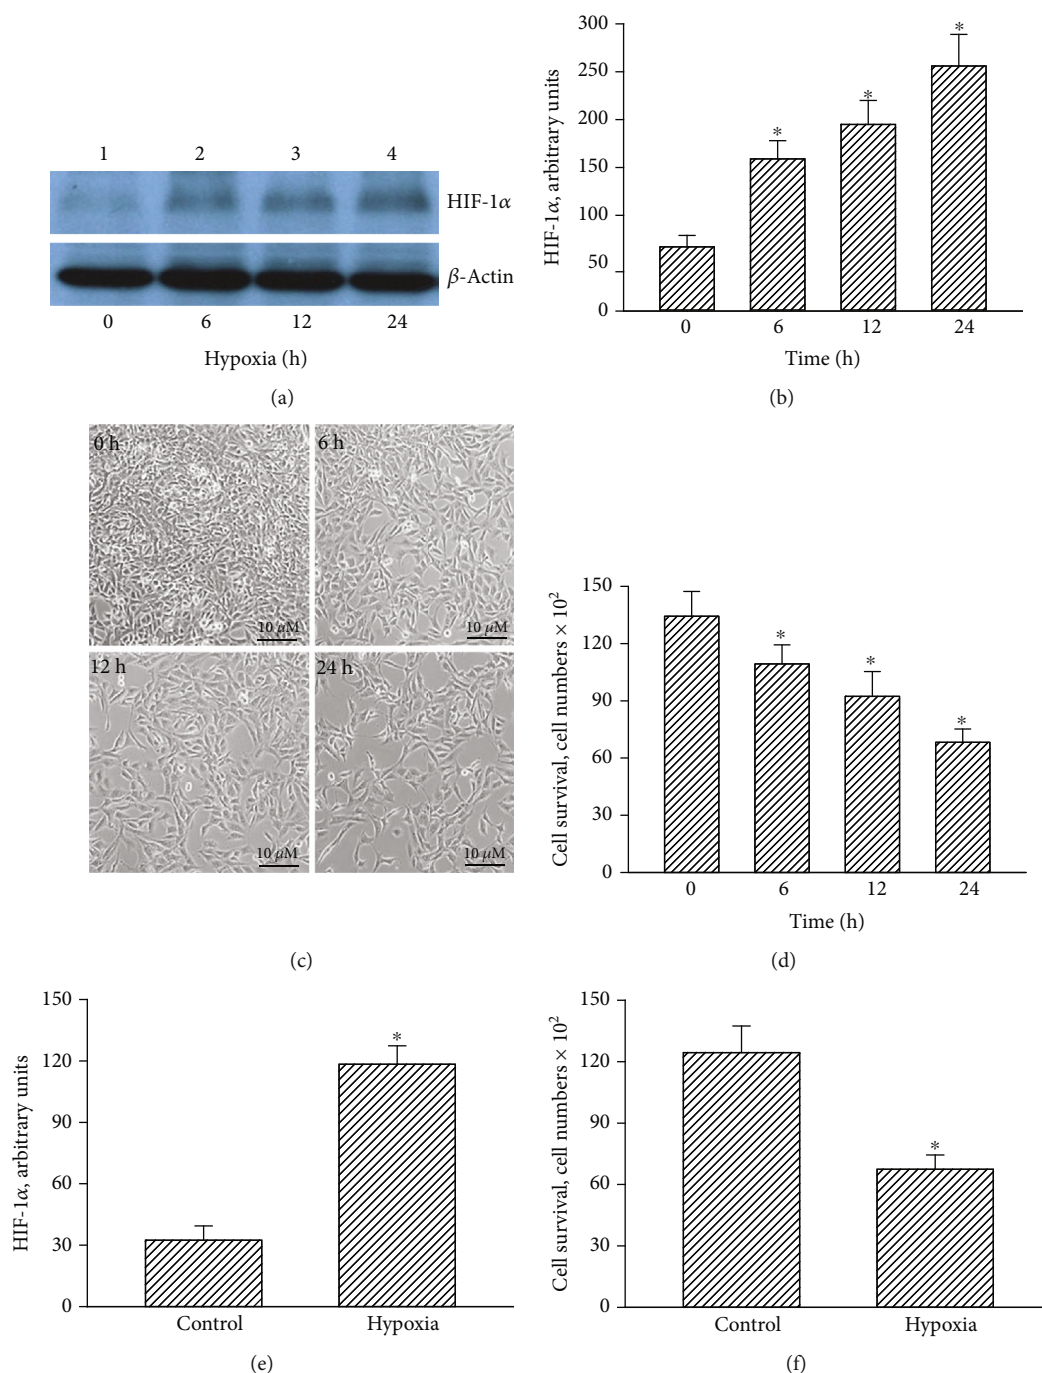 1 2 3 4
HIF-1α
β-Actin
0 6 12 24
Hypoxia (h)
(a)
300
250
200
150
100
50
0
HIF-1α, arbitrary units
*
*
*
0 6 12 24
Time (h)
(b)
0 h
10 μM
6 h
10 μM
12 h
10 μM
24 h
10 μM
(c)
150
120
90
60
30
0
Cell survival, cell numbers × 10²
*
*
*
0 6 12 24
Time (h)
(d)
150
120
90
60
30
0
HIF-1α, arbitrary units
*
Control Hypoxia
(e)
150
120
90
60
30
0
Cell survival, cell numbers × 10²
*
Control Hypoxia
(f)